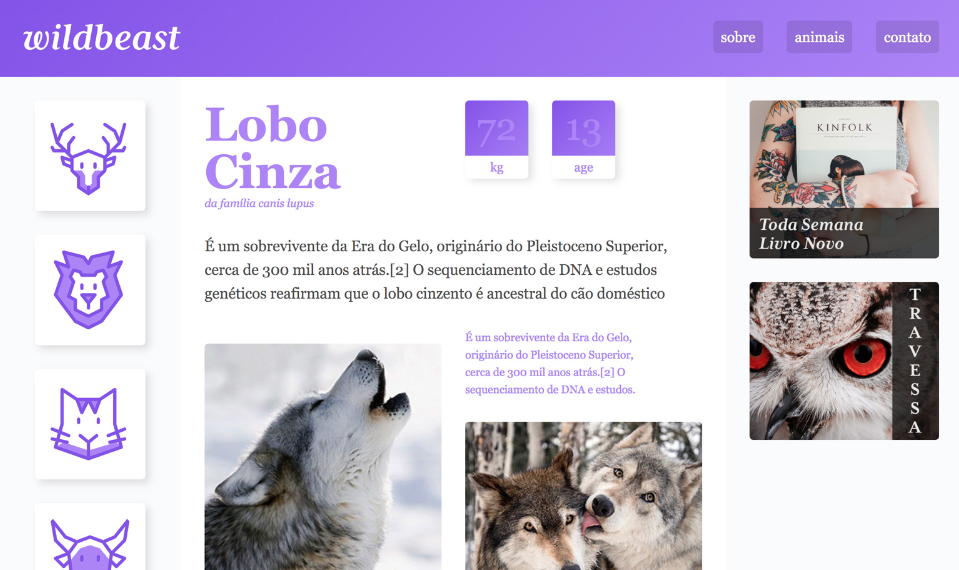 wildbeast
sobre
animais
contato
Lobo
Cinza
da família canis lupus
72
kg
13
age
É um sobrevivente da Era do Gelo, originário do Pleistoceno Superior,
cerca de 300 mil anos atrás.[2] O sequenciamento de DNA e estudos
genéticos reafirmam que o lobo cinzento é ancestral do cão doméstico
É um sobrevivente da Era do Gelo,
originário do Pleistoceno Superior,
cerca de 300 mil anos atrás.[2] O
sequenciamento de DNA e estudos.
KINFOLK
Toda Semana
Livro Novo
TRAVESSA